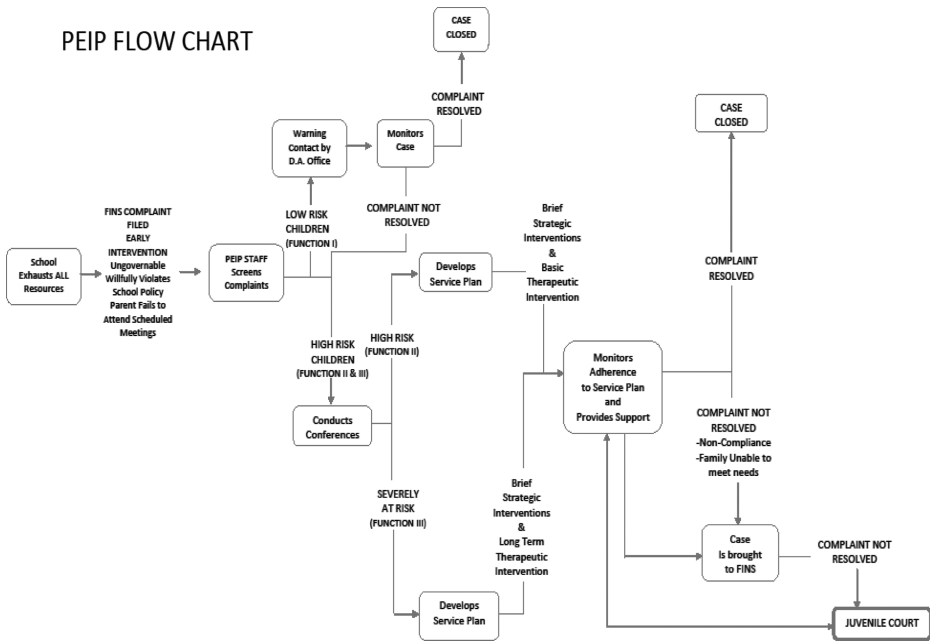 PEIP FLOW CHART
CASE
CLOSED
COMPLAINT
RESOLVED
CASE
CLOSED
Warning
Contact by
D.A. Office
Monitors
Case
FINS COMPLAINT
FILED
EARLY
INTERVENTION
Ungovernable
Willfully Violates
School Policy
Parent Fails to
Attend Scheduled
Meetings
LOW RISK
CHILDREN
(FUNCTION I)
COMPLAINT NOT
RESOLVED
Brief
Strategic
Interventions
&
Basic
Therapeutic
Intervention
School
Exhausts ALL
Resources
PEIP STAFF
Screens
Complaints
Develops
Service Plan
COMPLAINT
RESOLVED
HIGH RISK
CHILDREN
(FUNCTION II & III)
HIGH RISK
(FUNCTION II)
Monitors
Adherence
to Service Plan
and
Provides Support
Conducts
Conferences
COMPLAINT NOT
RESOLVED
-Non-Compliance
-Family Unable to
meet needs
SEVERELY
AT RISK
(FUNCTION III)
Brief
Strategic
Interventions
&
Long Term
Therapeutic
Intervention
Case
Is brought
to FINS
COMPLAINT NOT
RESOLVED
Develops
Service Plan
JUVENILE COURT